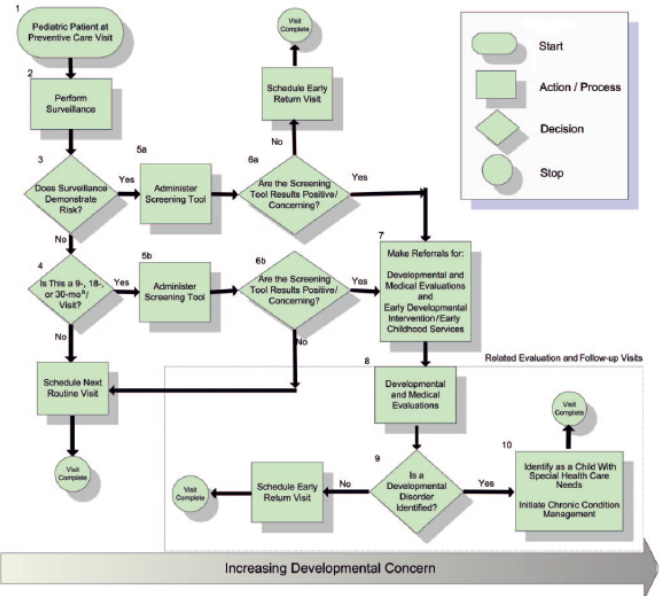 1
Pediatric Patient at
Preventive Care Visit
2
Perform
Surveillance
3
Does Surveillance
Demonstrate
Risk?
Yes
No
5a
Administer
Screening Tool
6a
Are the Screening
Tool Results Positive/
Concerning?
No
Yes
Schedule Early
Return Visit
Visit
Complete
Start
Action / Process
Decision
Stop
4
Is This a 9-, 18-,
or 30-mo
Visit?
Yes
No
5b
Administer
Screening Tool
6b
Are the Screening
Tool Results Positive/
Concerning?
Yes
No
7
Make Referrals for:
Developmental and
Medical Evaluations
and
Early Developmental
Intervention/Early
Childhood Services
Schedule Next
Routine Visit
Visit
Complete
Related Evaluation and Follow-up Visits
8
Developmental
and Medical
Evaluations
9
Is a
Developmental
Disorder
Identified?
No
Yes
Schedule Early
Return Visit
Visit
Complete
10
Identify as a Child With
Special Health Care
Needs
Initiate Chronic Condition
Management
Visit
Complete
Increasing Developmental Concern